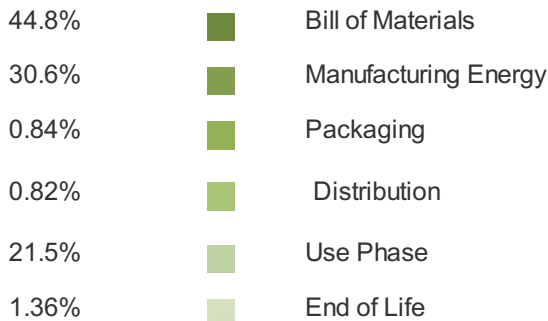 44.8% Bill of Materials
30.6% Manufacturing Energy
0.84% Packaging
0.82% Distribution
21.5% Use Phase
1.36% End of Life